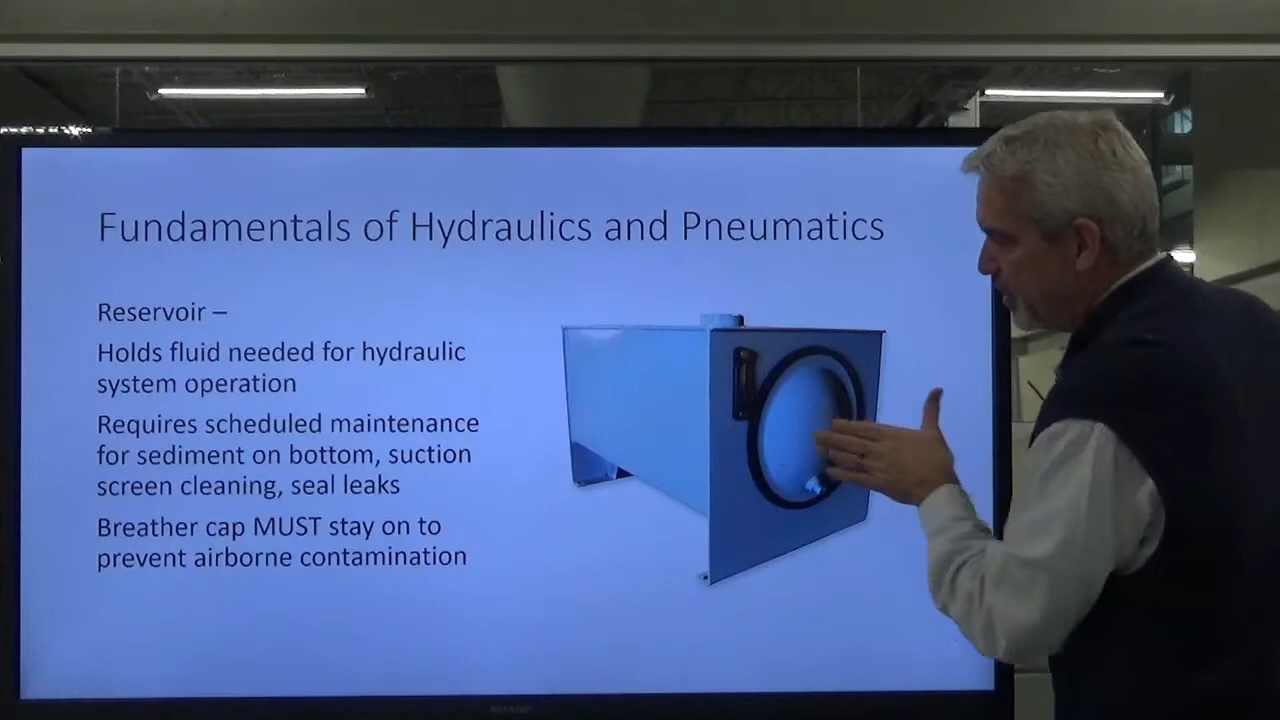 Fundamentals of Hydraulics and Pneumatics
Reservoir –
Holds fluid needed for hydraulic
system operation
Requires scheduled maintenance
for sediment on bottom, suction
screen cleaning, seal leaks
Breather cap MUST stay on to
prevent airborne contamination
SHARP